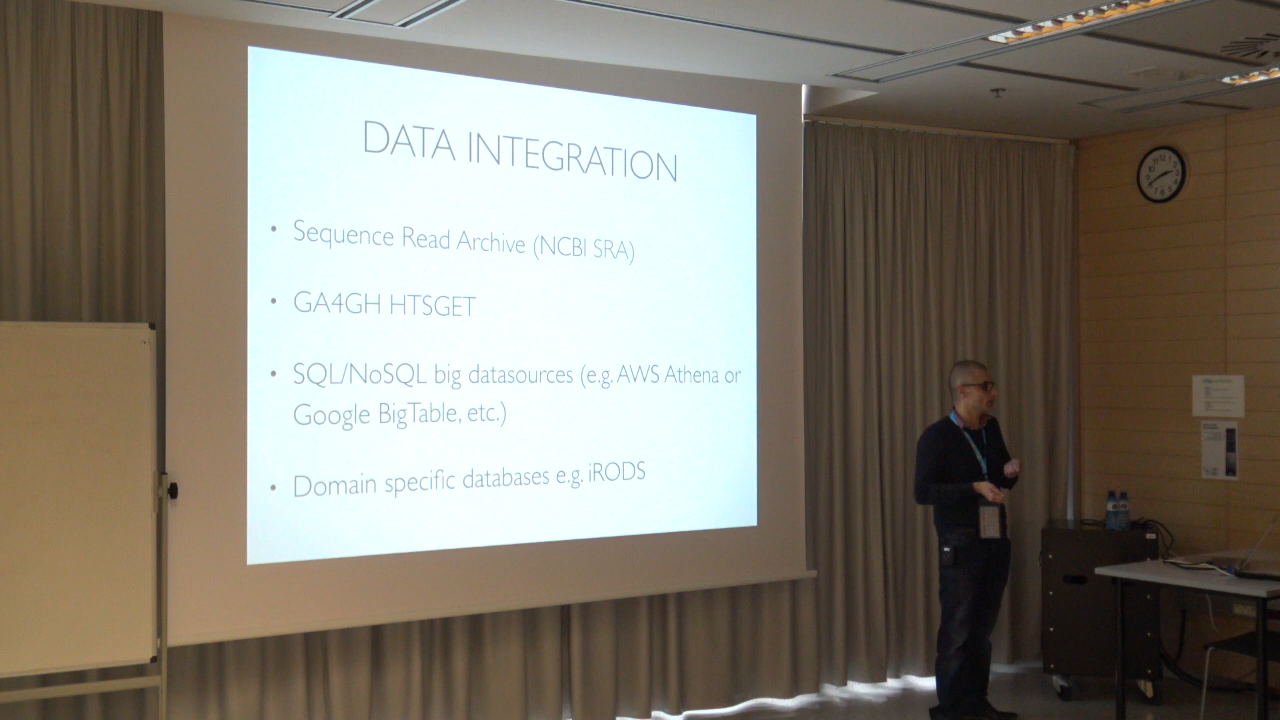 DATA INTEGRATION
• Sequence Read Archive (NCBI SRA)
• GA4GH HTSGET
• SQL/NoSQL big datasources (e.g. AWS Athena or
Google BigTable, etc.)
• Domain specific databases e.g. iRODS